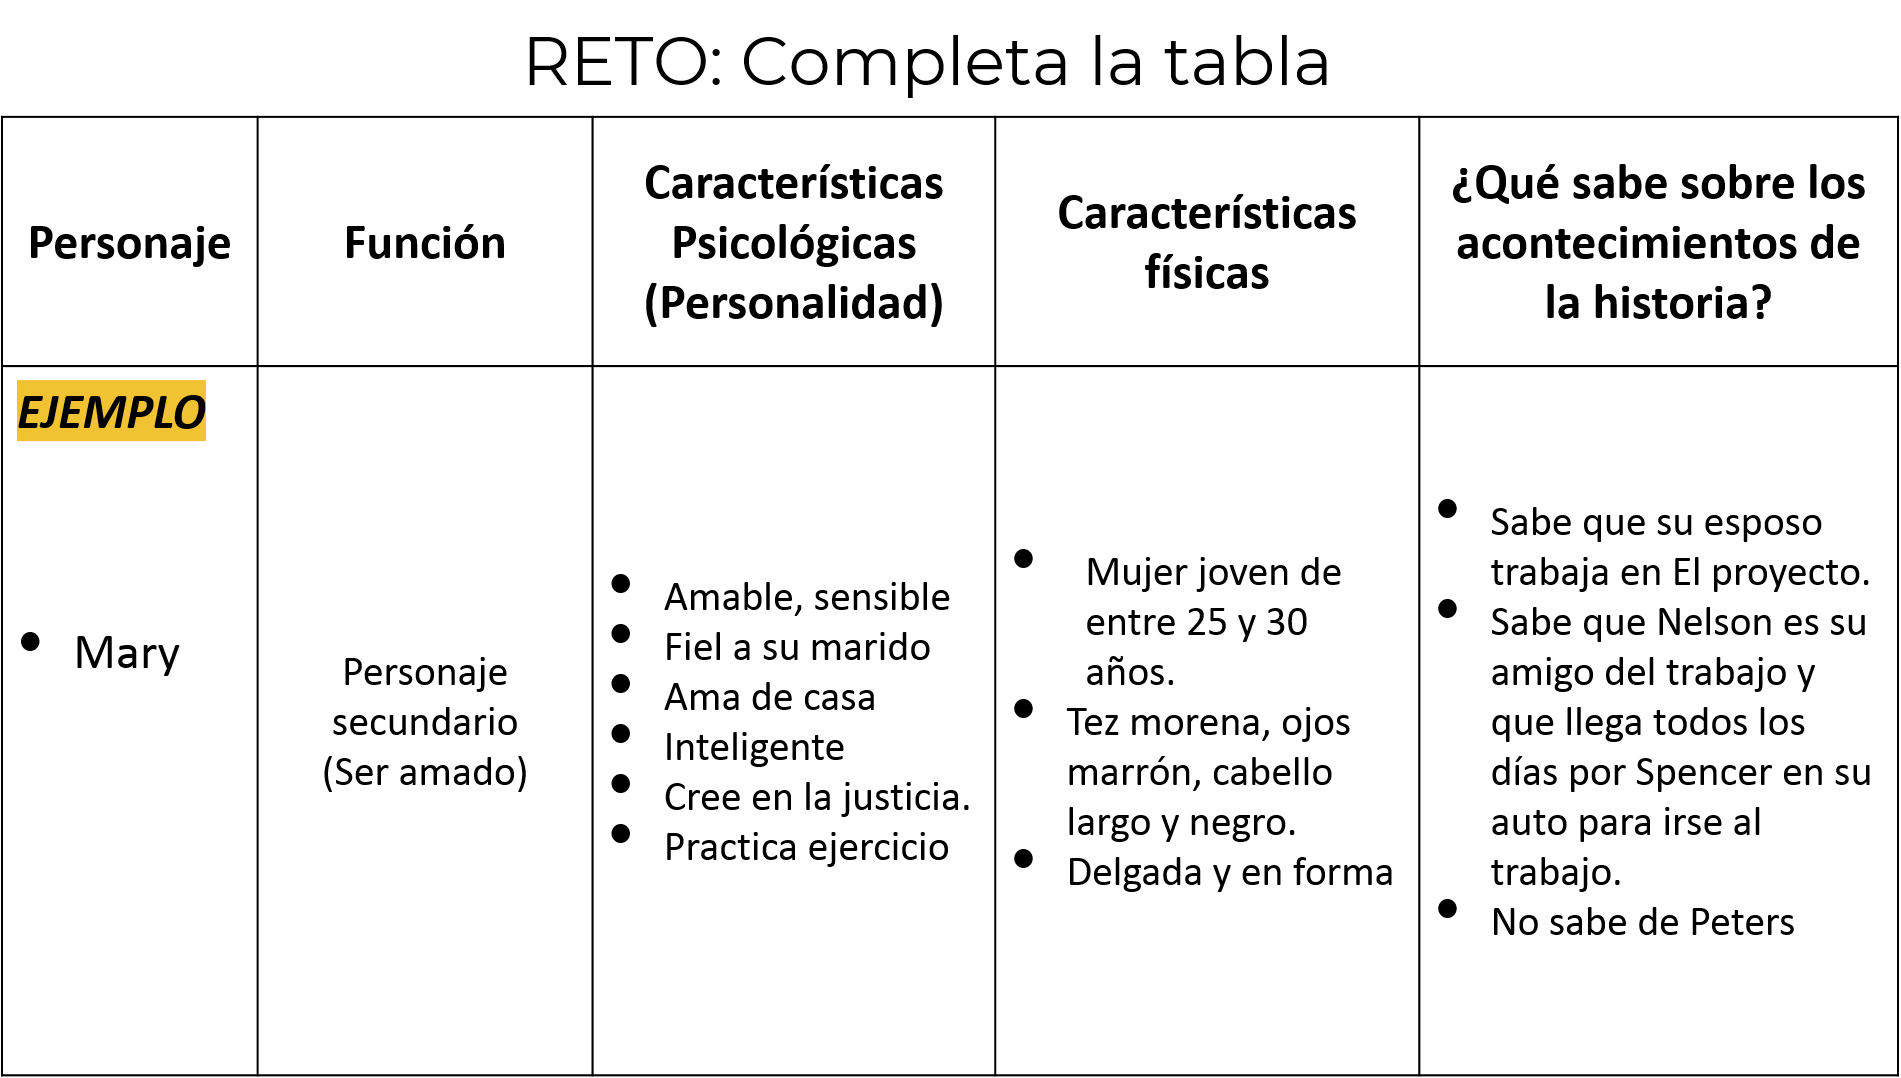 RETO: Completa la tabla
Personaje
Función
Características
Psicológicas
(Personalidad)
Características
físicas
¿Qué sabe sobre los
acontecimientos de
la historia?
EJEMPLO
• Mary
Personaje
secundario
(Ser amado)
• Amable, sensible
• Fiel a su marido
• Ama de casa
• Inteligente
• Cree en la justicia.
• Practica ejercicio
• Mujer joven de
entre 25 y 30
años.
• Tez morena, ojos
marrón, cabello
largo y negro.
• Delgada y en forma
• Sabe que su esposo
trabaja en El proyecto.
• Sabe que Nelson es su
amigo del trabajo y
que llega todos los
días por Spencer en su
auto para irse al
trabajo.
• No sabe de Peters